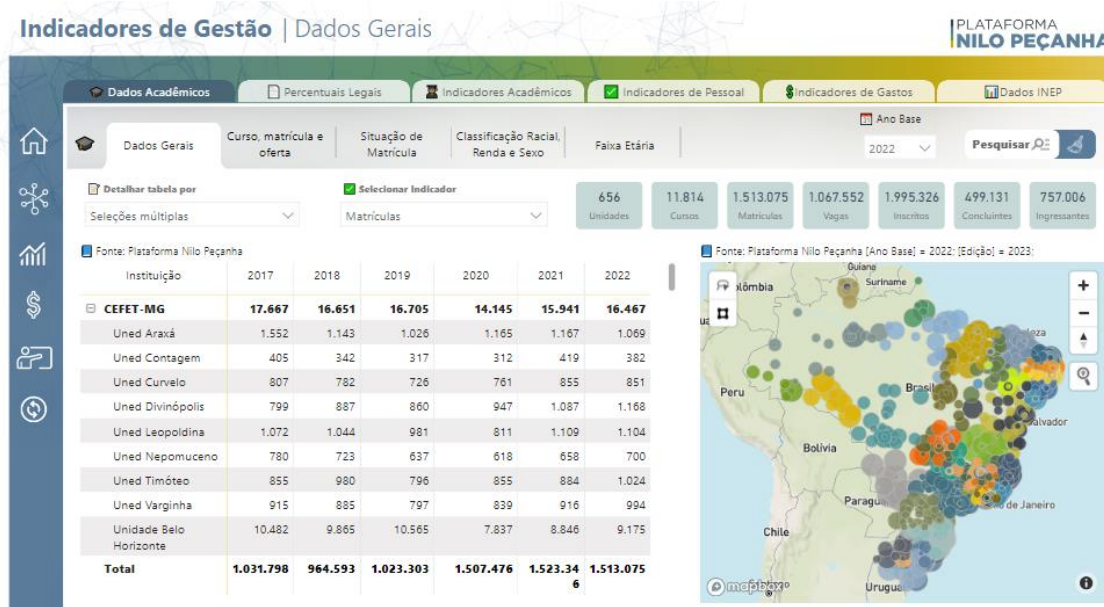 Indicadores de Gestão | Dados Gerais
PLATAFORMA
NILO PEÇANHA
Dados Acadêmicos
Percentuais Legais
Indicadores Acadêmicos
Indicadores de Pessoal
Indicadores de Gastos
Dados INEP
Dados Gerais
Curso, matrícula e
oferta
Situação de
Matrícula
Classificação Racial,
Renda e Sexo
Faixa Etária
Ano Base
2022
Pesquisar
Detalhar tabela por
Seleções múltiplas
Selecionar Indicador
Matrículas
656
Unidades
11.814
Cursos
1.513.075
Matrículas
1.067.552
Vagas
1.995.326
Inscritos
499.131
Concluintes
757.006
Ingressantes
Fonte: Plataforma Nilo Peçanha
Instituição 2017 2018 2019 2020 2021 2022
CEFET-MG 17.667 16.651 16.705 14.145 15.941 16.467
Uned Araxá 1.552 1.143 1.026 1.165 1.167 1.069
Uned Contagem 405 342 317 312 419 382
Uned Curvelo 807 782 726 761 855 851
Uned Divinópolis 799 887 860 947 1.087 1.168
Uned Leopoldina 1.072 1.044 981 811 1.109 1.104
Uned Nepomuceno 780 723 637 618 658 700
Uned Timóteo 855 980 796 855 884 1.024
Uned Varginha 915 885 797 839 916 994
Unidade Belo 10.482 9.865 10.565 7.837 8.846 9.175
Horizonte
Total 1.031.798 964.593 1.023.303 1.507.476 1.523.34 1.513.075
6
Fonte: Plataforma Nilo Peçanha [Ano Base] = 2022; [Edição] = 2023;
Guiana
Suriname
lômbia
leza
Peru
Brasil
alvador
Bolívia
Paragu
de Janeiro
Chile
mapbox
Urugu